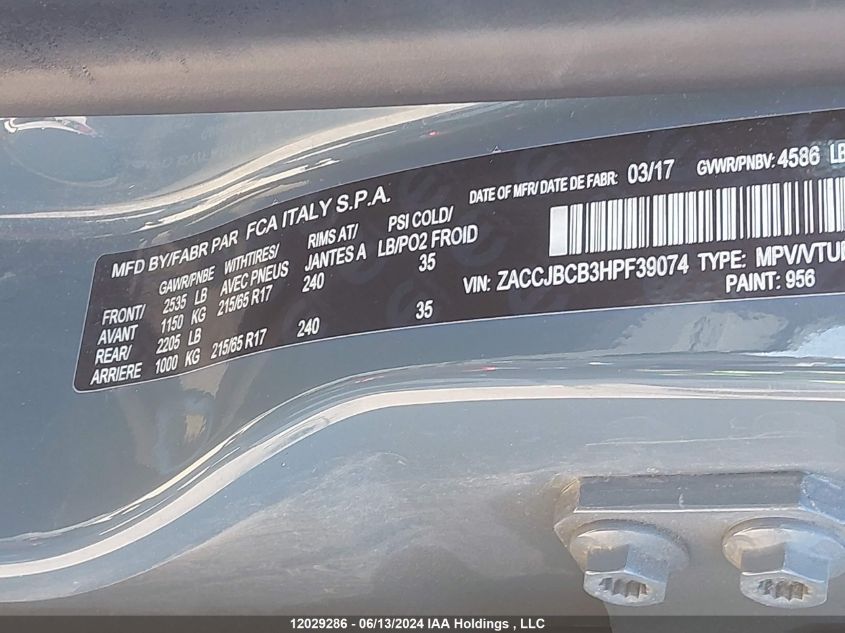 MFD BY/FABR PAR FCA ITALY S.P.A. DATE OF MFR/DATE DE FABR: 03/17 GVWR/PNBV: 4586 LB
GAWR/PNBE WITHTIRES/ RIMS AT/ PSI COLD/
AVEC PNEUS JANTES A LB/PO2 FROID
FRONT/ 2535 LB 215/65 R17 240 35
AVANT 1150 KG
REAR/ 2205 LB 215/65 R17 240 35
ARRIERE 1000 KG
VIN: ZACCJBCB3HPF39074 TYPE: MPV/VTU
PAINT: 956
12029286 - 06/13/2024 IAA Holdings , LLC